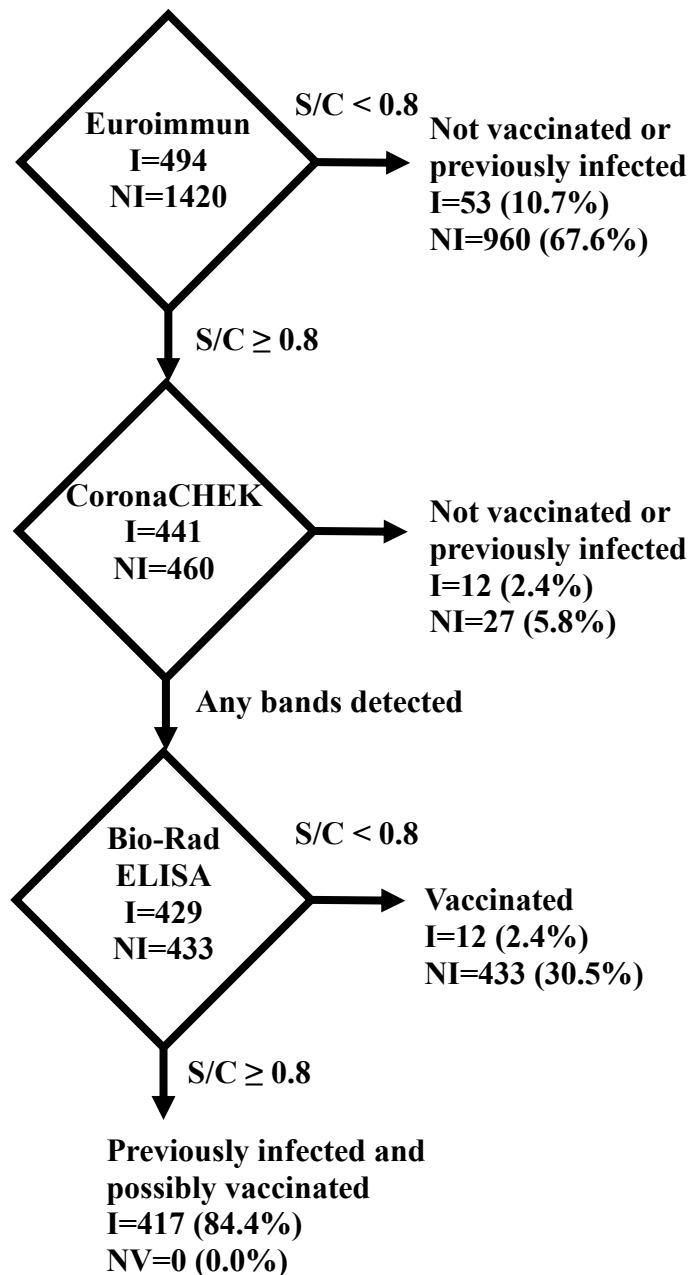 Euroimmun
I=494
NI=1420
S/C < 0.8
Not vaccinated or
previously infected
I=53 (10.7%)
NI=960 (67.6%)
S/C ≥ 0.8
CoronaCHEK
I=441
NI=460
Not vaccinated or
previously infected
I=12 (2.4%)
NI=27 (5.8%)
Any bands detected
Bio-Rad
ELISA
I=429
NI=433
S/C < 0.8
Vaccinated
I=12 (2.4%)
NI=433 (30.5%)
S/C ≥ 0.8
Previously infected and
possibly vaccinated
I=417 (84.4%)
NV=0 (0.0%)